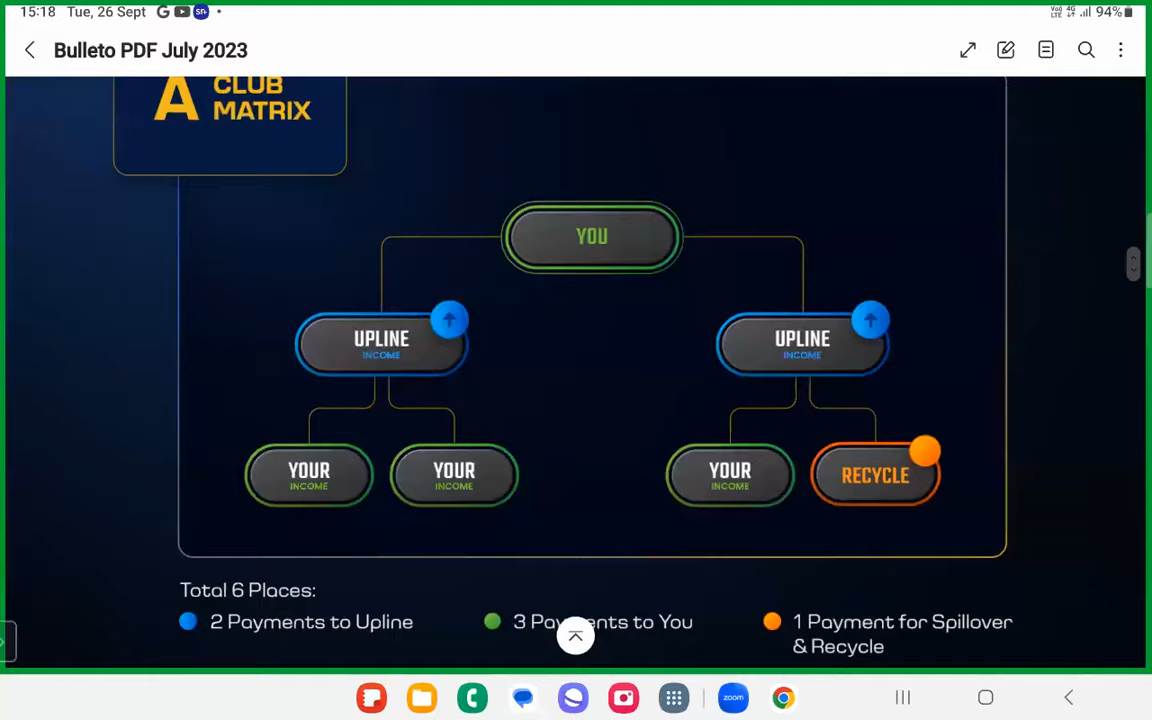 15:18 Tue, 26 Sept
94%
Bulleto PDF July 2023
A
CLUB
MATRIX
YOU
UPLINE
INCOME
UPLINE
INCOME
YOUR
INCOME
YOUR
INCOME
YOUR
INCOME
RECYCLE
Total 6 Places:
2 Payments to Upline
3 Payments to You
1 Payment for Spillover
& Recycle
zoom